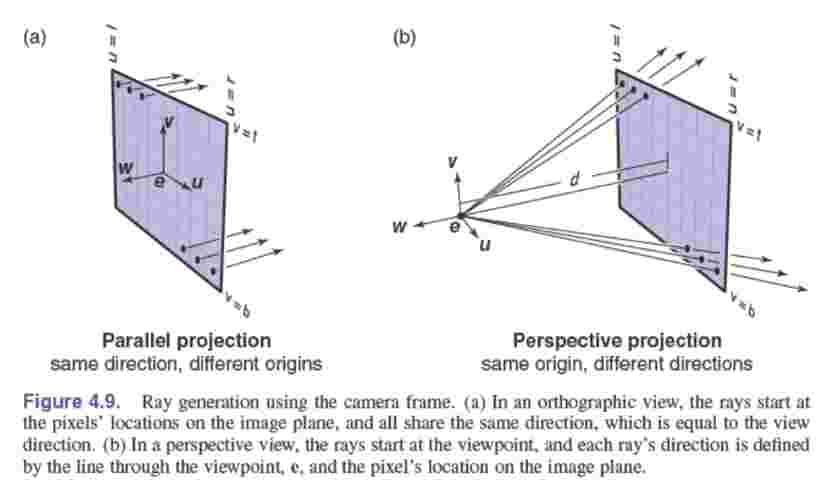 (a)
u = l
u = r
v = t
v
w
e
u
v = b
Parallel projection
same direction, different origins
(b)
u = l
u = r
v = t
v
d
w
e
u
v = b
Perspective projection
same origin, different directions
Figure 4.9. Ray generation using the camera frame. (a) In an orthographic view, the rays start at
the pixels' locations on the image plane, and all share the same direction, which is equal to the view
direction. (b) In a perspective view, the rays start at the viewpoint, and each ray's direction is defined
by the line through the viewpoint, e, and the pixel's location on the image plane.